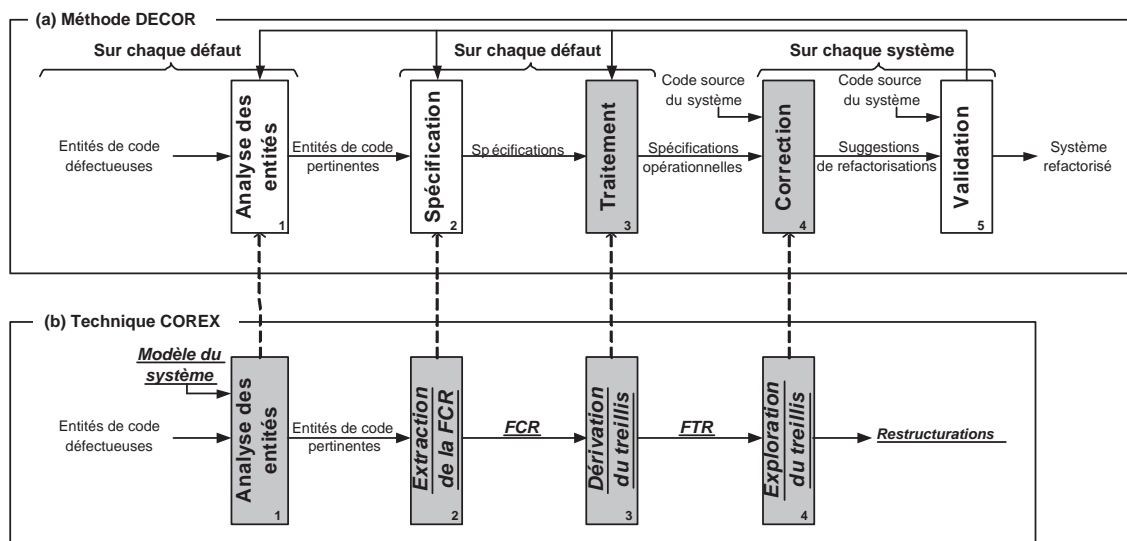 (a) Méthode DECOR
Sur chaque défaut
Sur chaque défaut
Sur chaque système
Entités de code
défectueuses
Analyse des
entités
1
Entités de code
pertinentes
Spécification
2
Spécifications
Traitement
3
Spécifications
opérationnelles
Code source
du système
Correction
4
Suggestions
de refactorisations
Code source
du système
Validation
5
Système
refactorisé
(b) Technique COREX
Modèle du
système
Entités de code
défectueuses
Analyse des
entités
1
Entités de code
pertinentes
Extraction
de la FCR
2
FCR
Dérivation
du treillis
3
FTR
Exploration
du treillis
4
Restructurations